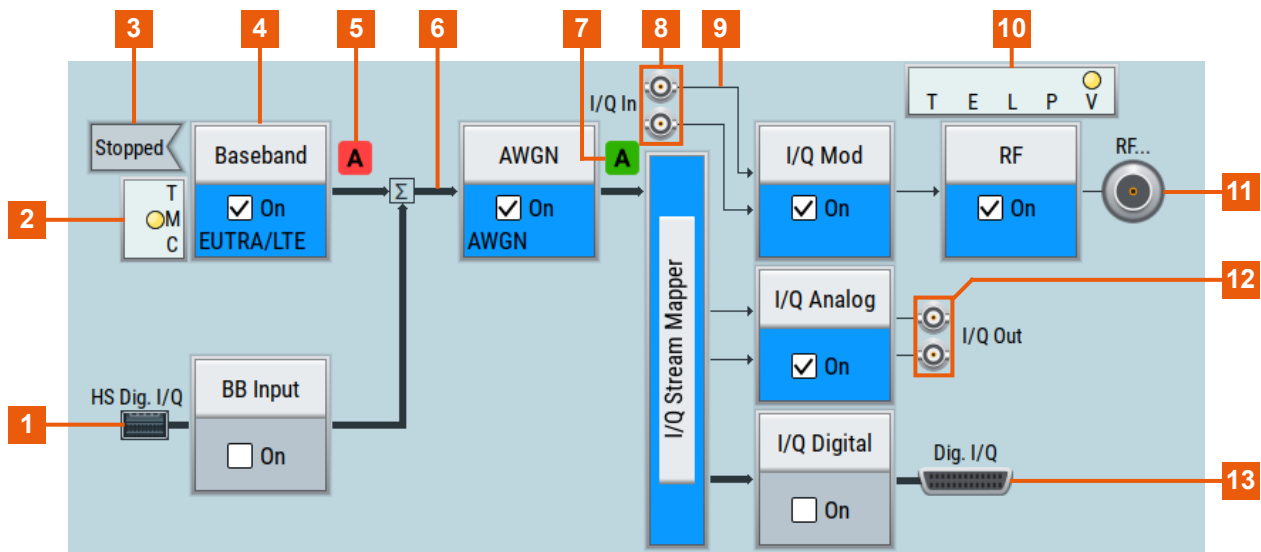 3
4
5
6
7
8
9
10
I/Q In
T E L P V
Stopped
Baseband
A
AWGN
A
I/Q Mod
RF
RF...
11
2
T
M
C
On
EUTRA/LTE
Σ
On
AWGN
On
On
I/Q Stream Mapper
I/Q Analog
12
I/Q Out
On
HS Dig. I/Q
BB Input
1
On
I/Q Digital
Dig. I/Q
13
On